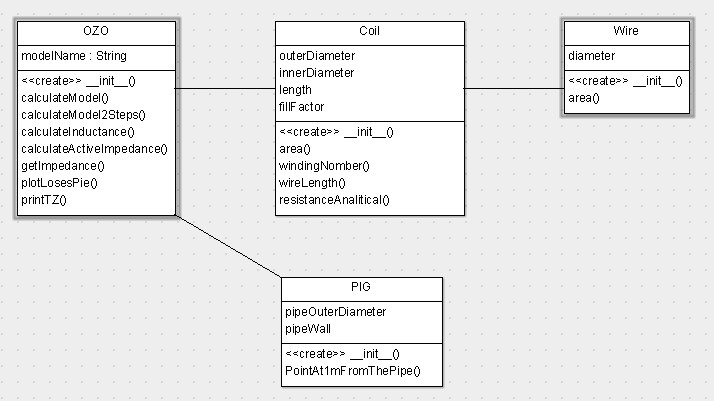 OZO
modelName : String
<<create>> __init__()
calculateModel()
calculateModel2Steps()
calculateInductance()
calculateActiveImpedance()
getImpedance()
plotLosesPie()
printTZ()
Coil
outerDiameter
innerDiameter
length
fillFactor
<<create>> __init__()
area()
windingNomber()
wireLength()
resistanceAnalitical()
Wire
diameter
<<create>> __init__()
area()
PIG
pipeOuterDiameter
pipeWall
<<create>> __init__()
PointAt1mFromThePipe()